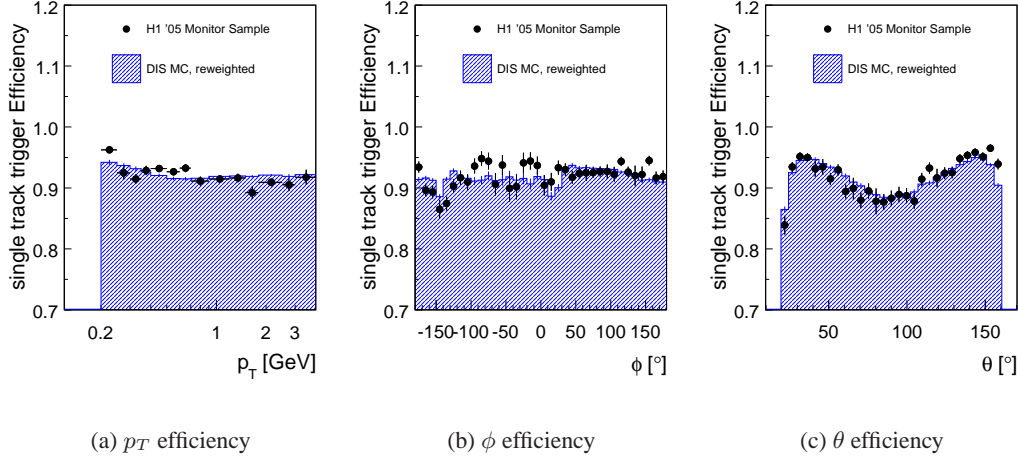 single track trigger Efficiency
1.2
1.1
1.0
0.9
0.8
0.7
H1 '05 Monitor Sample
DIS MC, reweighted
0.2 1 2 3
p_T [GeV]
(a) p_T efficiency
single track trigger Efficiency
1.2
1.1
1.0
0.9
0.8
0.7
H1 '05 Monitor Sample
DIS MC, reweighted
-150 -100 -50 0 50 100 150
ϕ [°]
(b) ϕ efficiency
single track trigger Efficiency
1.2
1.1
1.0
0.9
0.8
0.7
H1 '05 Monitor Sample
DIS MC, reweighted
50 100 150
θ [°]
(c) θ efficiency